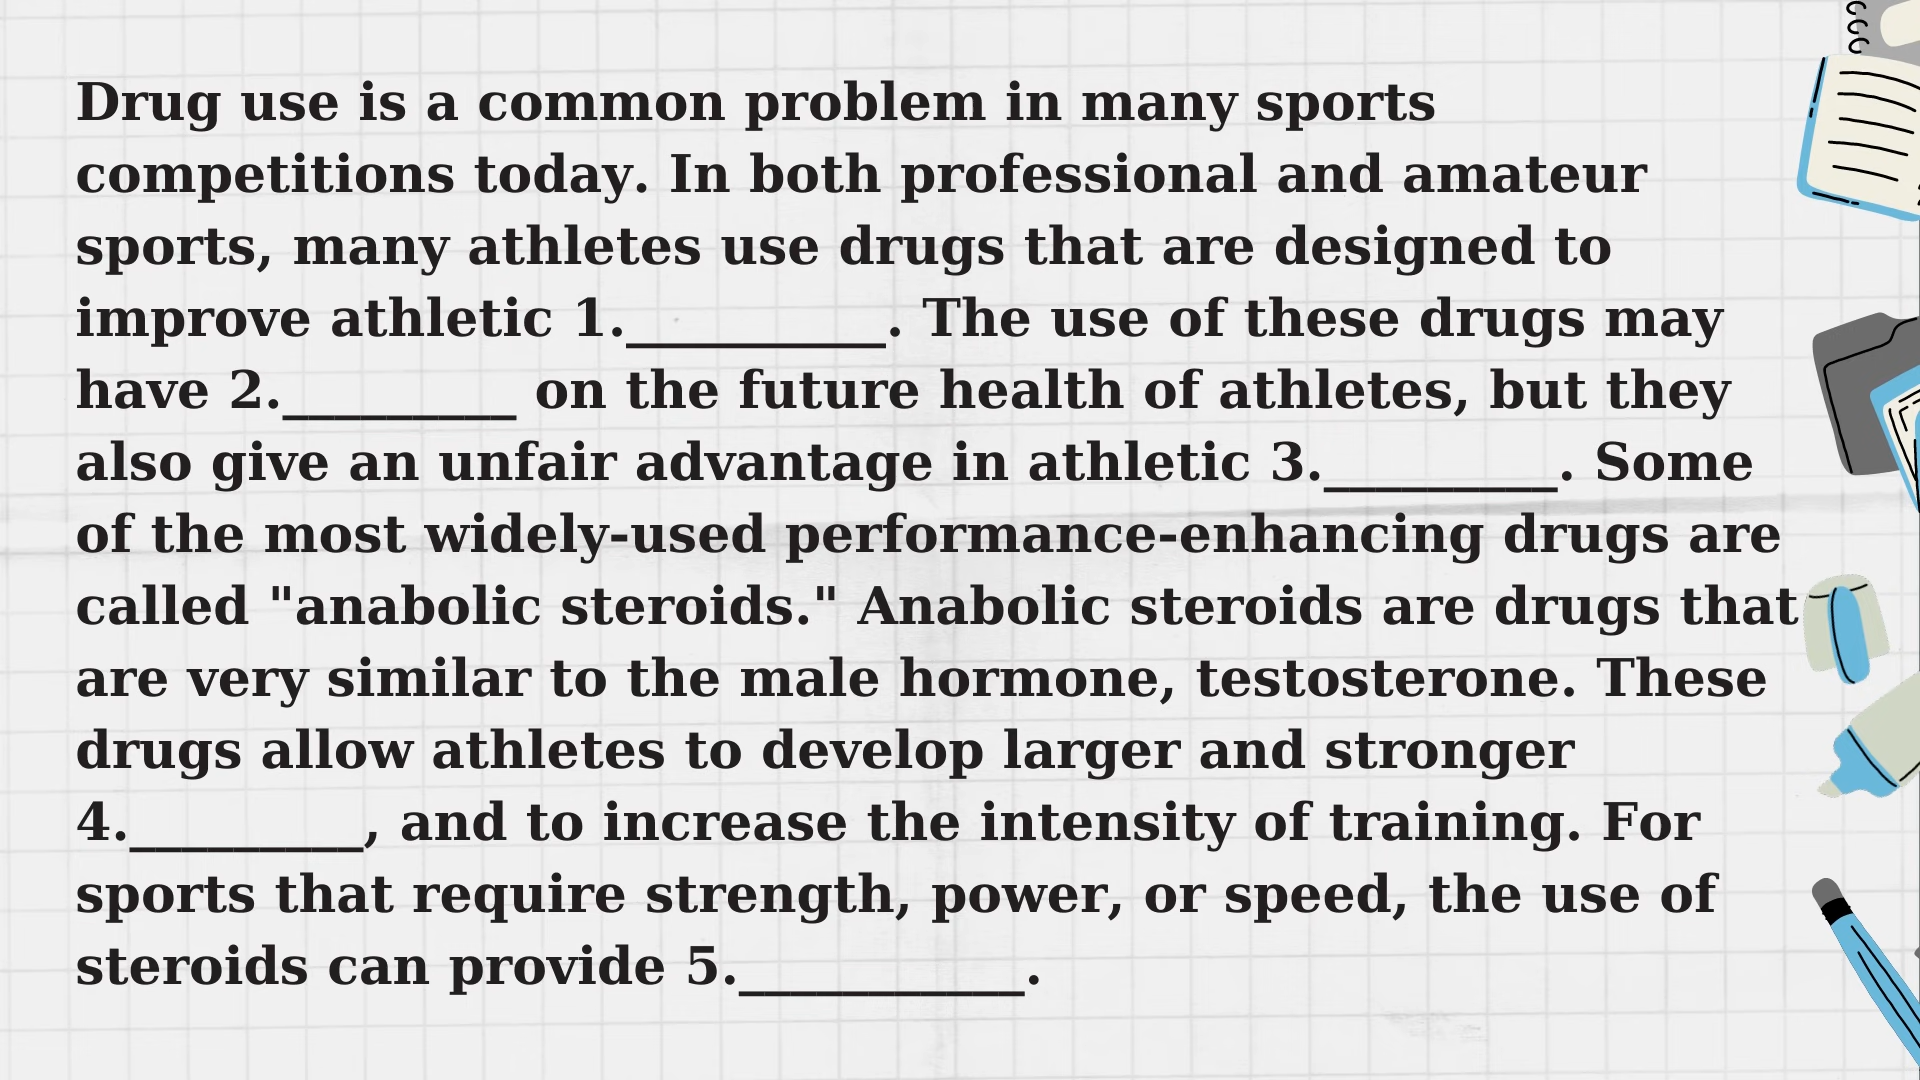 Drug use is a common problem in many sports
competitions today. In both professional and amateur
sports, many athletes use drugs that are designed to
improve athletic 1.__________. The use of these drugs may
have 2._________ on the future health of athletes, but they
also give an unfair advantage in athletic 3._________. Some
of the most widely-used performance-enhancing drugs are
called "anabolic steroids." Anabolic steroids are drugs that
are very similar to the male hormone, testosterone. These
drugs allow athletes to develop larger and stronger
4._________, and to increase the intensity of training. For
sports that require strength, power, or speed, the use of
steroids can provide 5.___________.